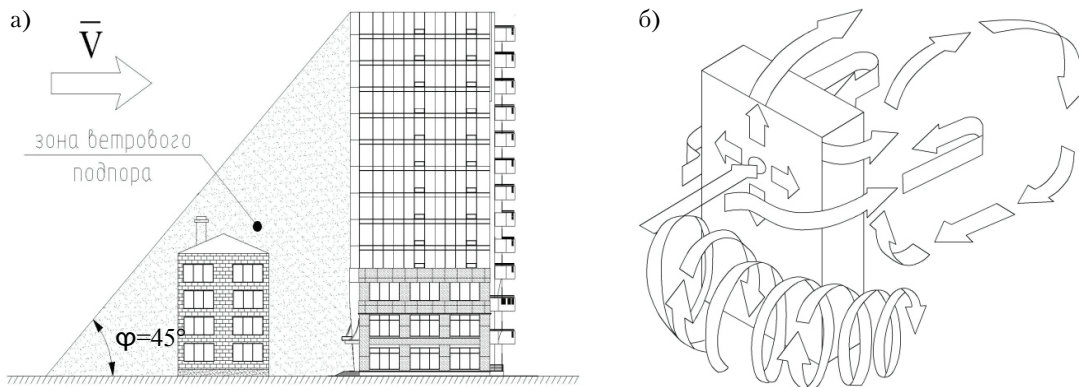 а)
V
зона ветрового
подпора
φ=45°
б)